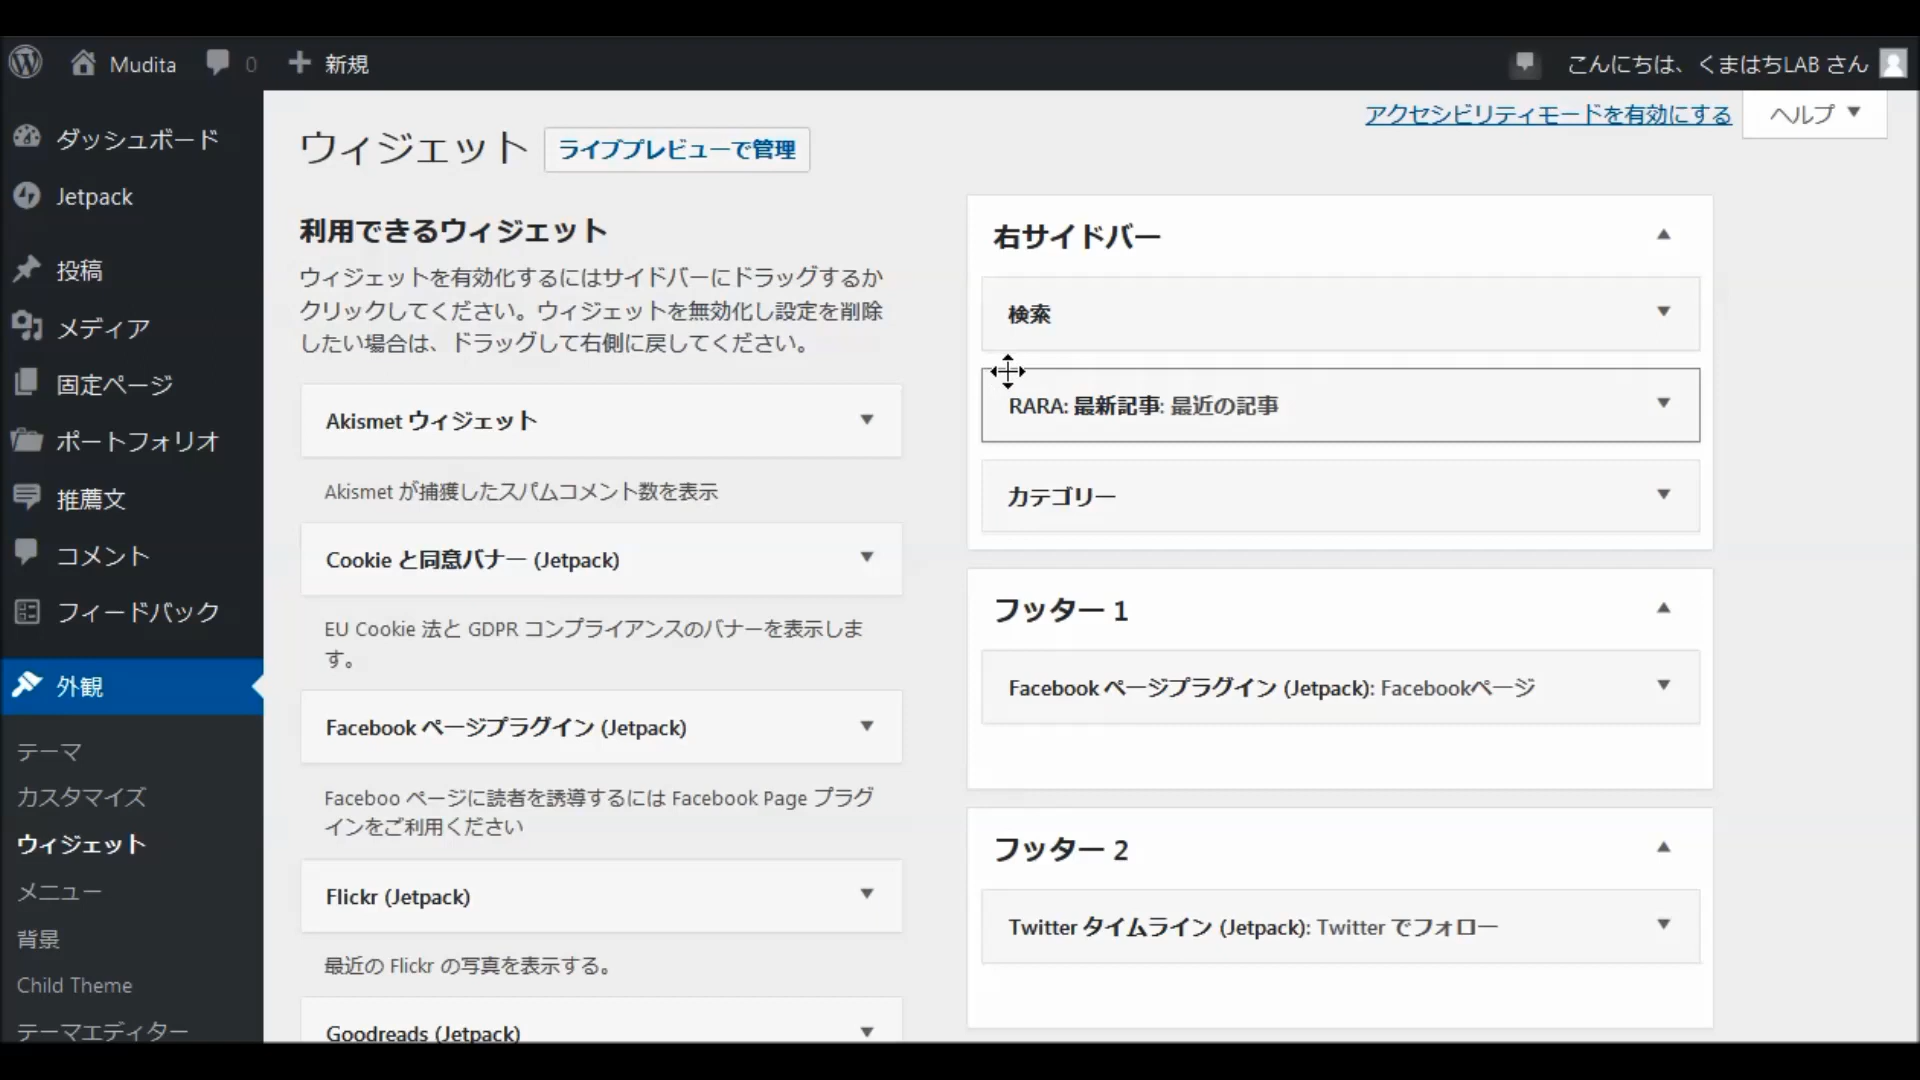 Mudita
0
新規
こんにちは、くまはちLAB さん
ダッシュボード
Jetpack
投稿
メディア
固定ページ
ポートフォリオ
推薦文
コメント
フィードバック
外観
テーマ
カスタマイズ
ウィジェット
メニュー
背景
Child Theme
テーマエディター
アクセシビリティモードを有効にする
ヘルプ
ウィジェット
ライブプレビューで管理
利用できるウィジェット
ウィジェットを有効化するにはサイドバーにドラッグするか
クリックしてください。ウィジェットを無効化し設定を削除
したい場合は、ドラッグして右側に戻してください。
Akismet ウィジェット
Akismet が捕獲したスパムコメント数を表示
Cookie と同意バナー (Jetpack)
EU Cookie 法と GDPR コンプライアンスのバナーを表示しま
す。
Facebook ページプラグイン (Jetpack)
Faceboo ページに読者を誘導するには Facebook Page プラグ
インをご利用ください
Flickr (Jetpack)
最近の Flickr の写真を表示する。
Goodreads (Jetpack)
右サイドバー
検索
RARA: 最新記事: 最近の記事
カテゴリー
フッター 1
Facebook ページプラグイン (Jetpack): Facebookページ
フッター 2
Twitter タイムライン (Jetpack): Twitter でフォロー